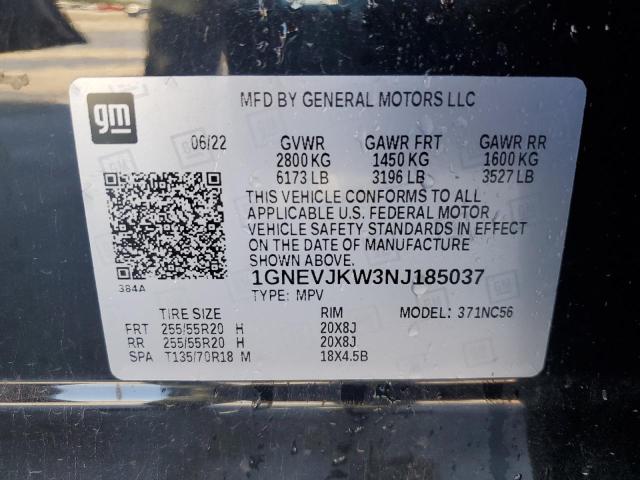 gm
MFD BY GENERAL MOTORS LLC
06/22 GVWR GAWR FRT GAWR RR
2800 KG 1450 KG 1600 KG
6173 LB 3196 LB 3527 LB
THIS VEHICLE CONFORMS TO ALL
APPLICABLE U.S. FEDERAL MOTOR
VEHICLE SAFETY STANDARDS IN EFFECT
ON THE DATE OF MANUFACTURE
SHOWN ABOVE.
384A
1GNEVJKW3NJ185037
TYPE: MPV MODEL: 371NC56
TIRE SIZE RIM
FRT 255/55R20 H 20X8J
RR 255/55R20 H 20X8J
SPA T135/70R18 M 18X4.5B